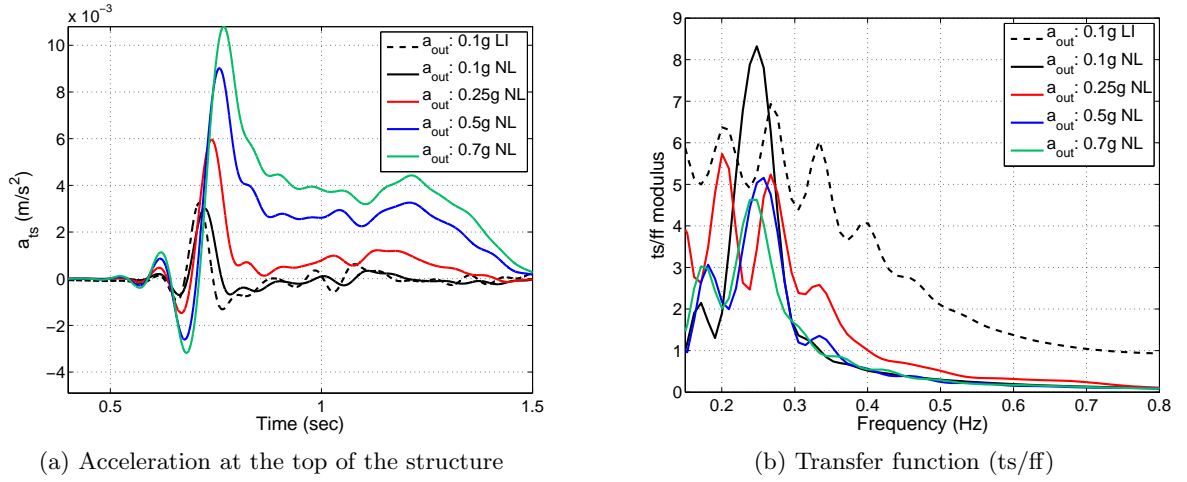 x 10⁻³
10
8
6
4
2
0
−2
−4
0.5
1
1.5
a_ts (m/s²)
Time (sec)
a_out: 0.1g LI
a_out: 0.1g NL
a_out: 0.25g NL
a_out: 0.5g NL
a_out: 0.7g NL
(a) Acceleration at the top of the structure
9
8
7
6
5
4
3
2
1
0
0.2
0.3
0.4
0.5
0.6
0.7
0.8
ts/ff modulus
Frequency (Hz)
a_out: 0.1g LI
a_out: 0.1g NL
a_out: 0.25g NL
a_out: 0.5g NL
a_out: 0.7g NL
(b) Transfer function (ts/ff)